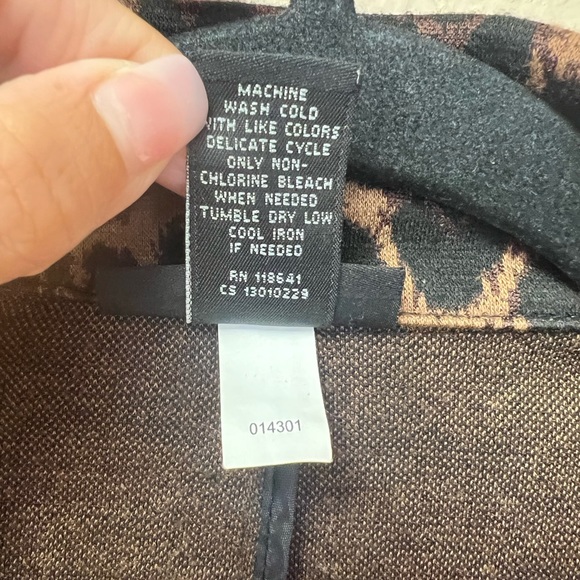 MACHINE
WASH COLD
WITH LIKE COLORS
DELICATE CYCLE
ONLY NON-
CHLORINE BLEACH
WHEN NEEDED
TUMBLE DRY LOW
COOL IRON
IF NEEDED
RN 118641
CS 13010229
014301